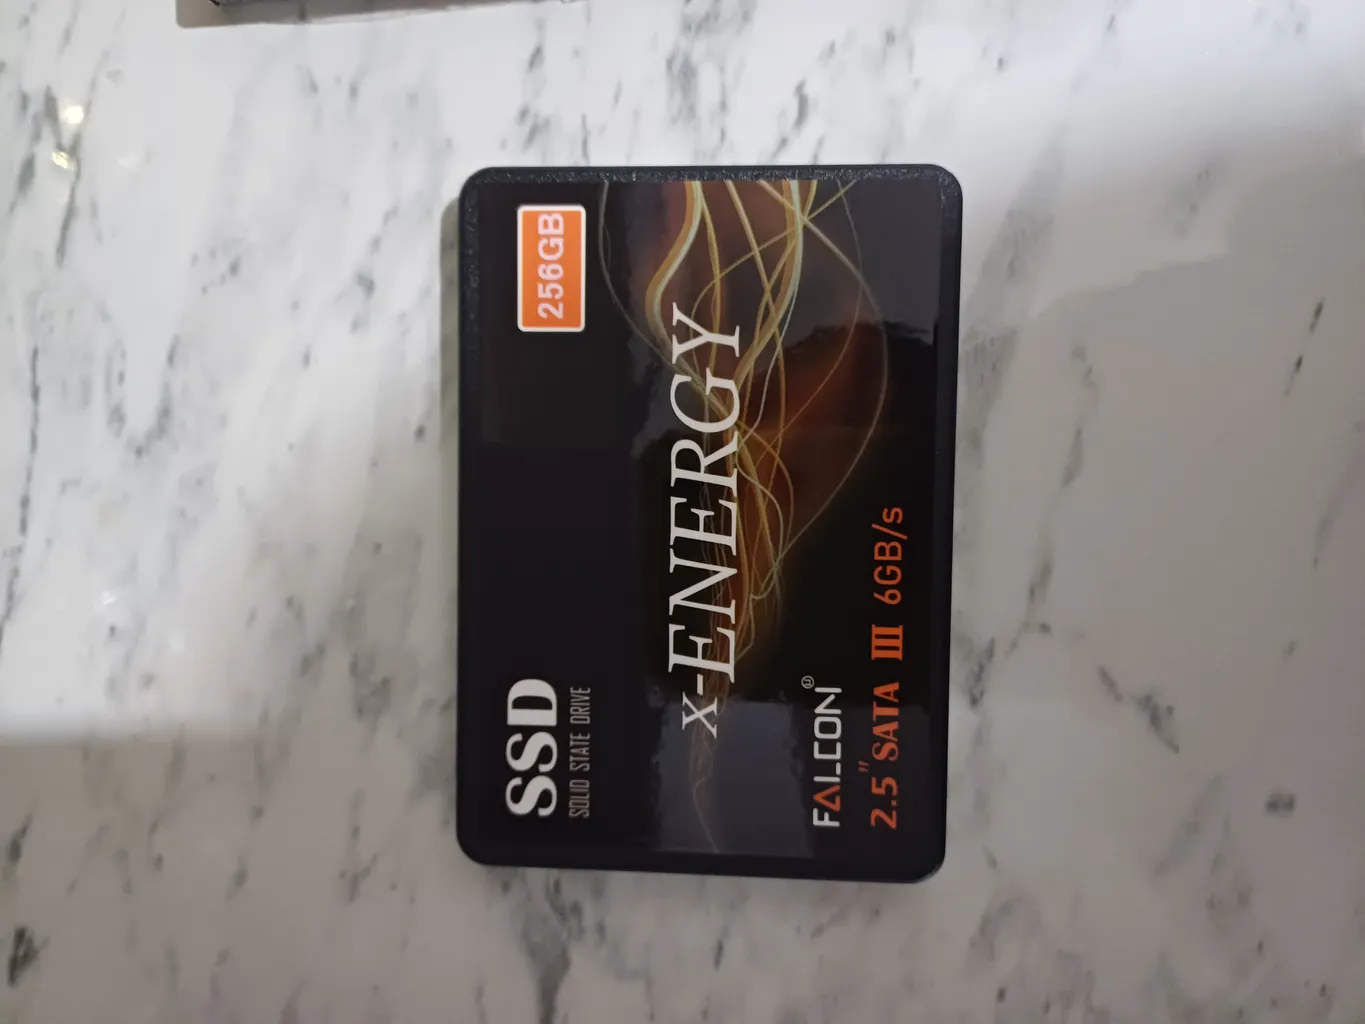 SSD
SOLID STATE DRIVE
256GB
x-ENERGY
FALCON®
2.5" SATA III 6GB/s